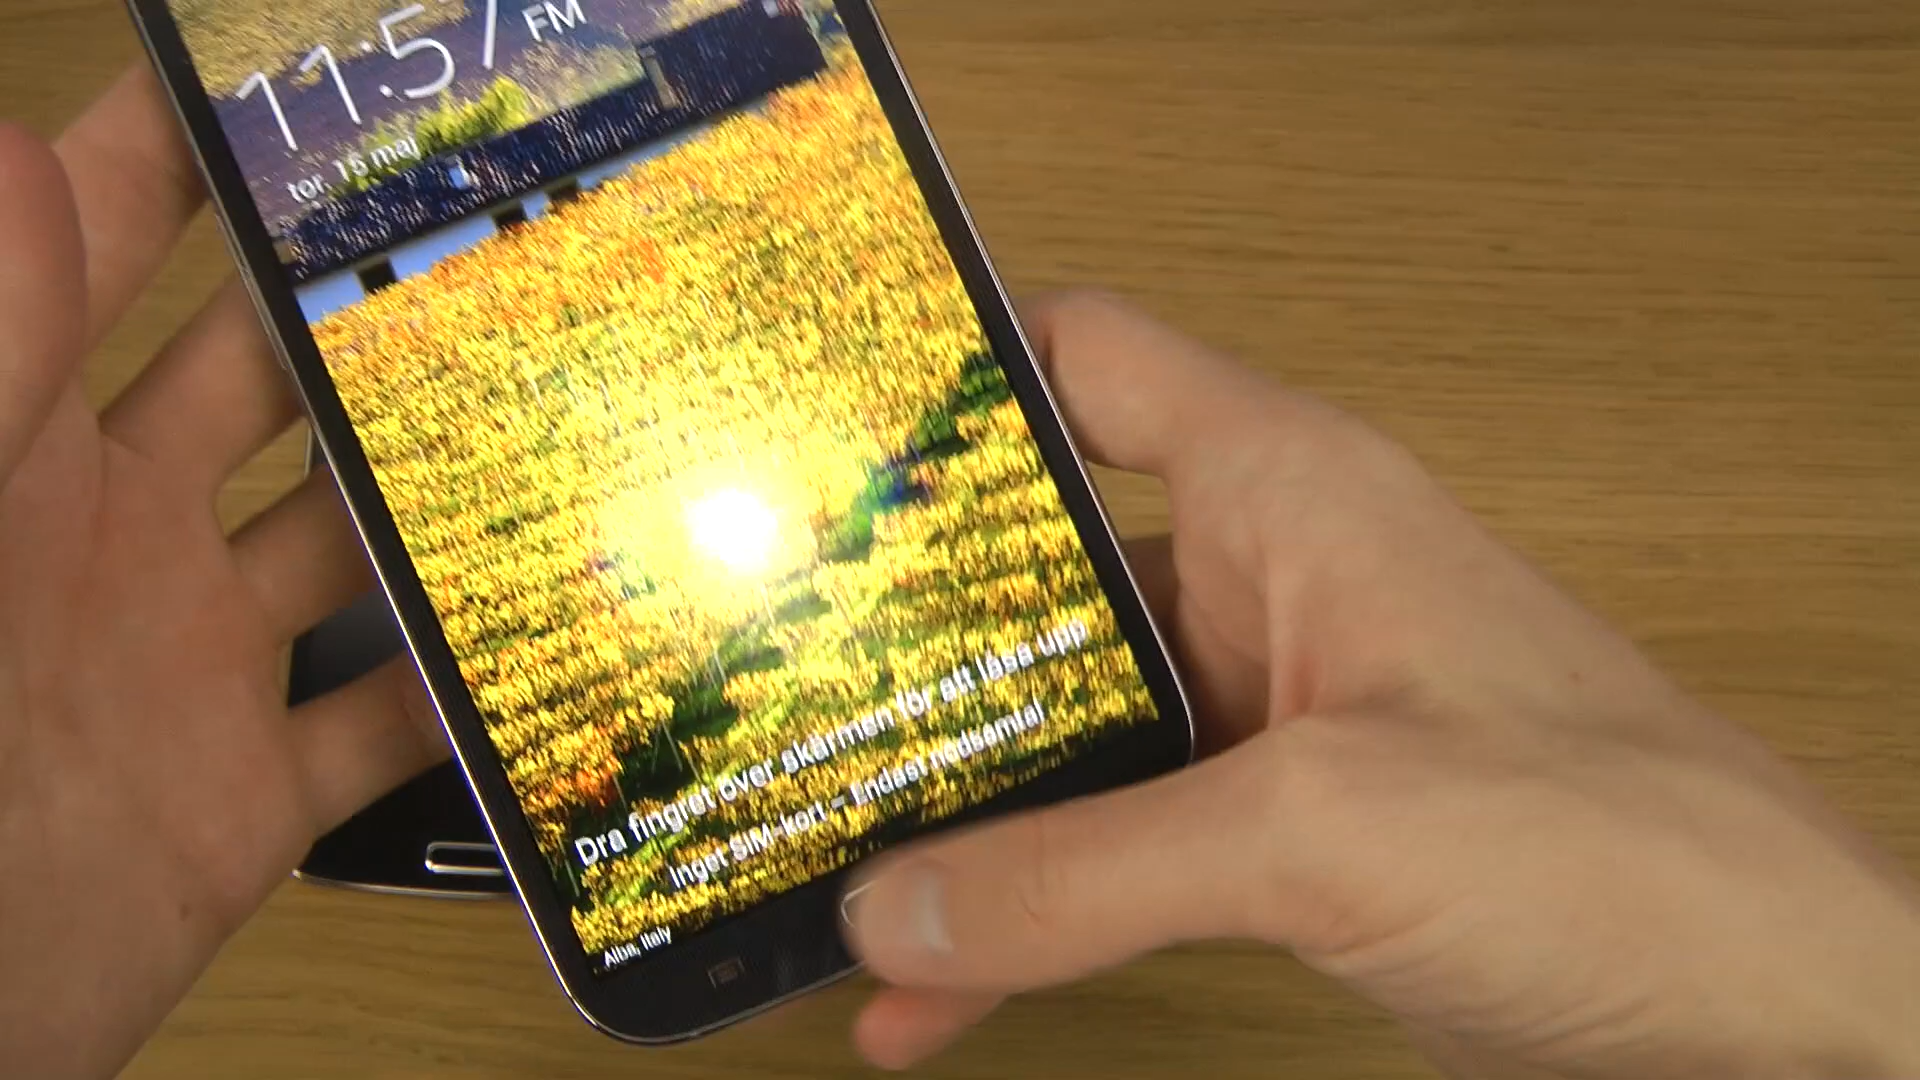 11:57 FM
tor. 15 maj
Dra fingret över skärmen för att låsa upp
Inget SIM-kort – Endast nödsamtal
Alba, Italy